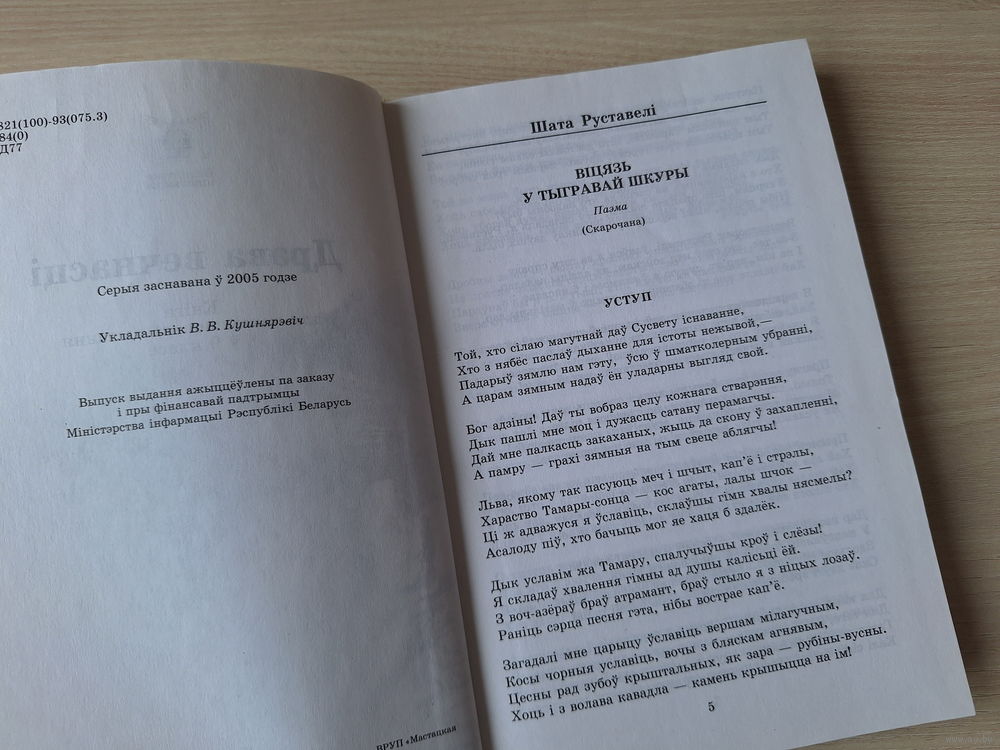 821(100)-93(075.3)
84(0)
Д77
Серыя заснавана ў 2005 годзе
Укладальнік В. В. Кушнярэвіч
Выпуск выдання ажыццёўлены па заказу
і пры фінансавай падтрымцы
Міністэрства інфармацыі Рэспублікі Беларусь
ВРУП «Мастацкая
Шата Руставелі
ВІЦЯЗЬ
У ТЫГРАВАЙ ШКУРЫ
Паэма
(Скарочана)
УСТУП
Той, хто сілаю магутнай даў Сусвету існаванне,
Хто з нябёс паслаў дыханне для істоты нежывой,—
Падарыў зямлю нам гэту, ўсю ў шматколерным убранні,
А царам зямным надаў ён уладарны выгляд свой.
Бог адзіны! Даў ты вобраз целу кожнага стварэння,
Дык пашлі мне моц і дужасць сатану перамагчы.
Дай мне палкасць закаханых, жыць да скону ў захапленні,
А памру — грахі зямныя на тым свеце аблягчы!
Льва, якому так пасуюць меч і шчыт, кап'ё і стрэлы,
Хараство Тамары-сонца — кос агаты, лалы шчок —
Ці ж адважуся я ўславіць, склаўшы гімн хвалы нясмелы?
Асалоду піў, хто бачыць мог яе хаця б здалёк.
Дык уславім жа Тамару, спалучыўшы кроў і слёзы!
Я складаў хвалення гімны ад душы калісьці ёй.
З воч-азёраў браў атрамант, браў стыло я з ніцых лозаў.
Раніць сэрца песня гэта, нібы вострае кап'ё.
Загадалі мне царыцу ўславіць вершам мілагучным,
Косы чорныя уславіць, вочы з бляскам агнявым,
Цесны рад зубоў крыштальных, як зара — рубіны-вусны.
Хоць і з волава кавадла — камень крышыцца на ім!
5
www.ay.by